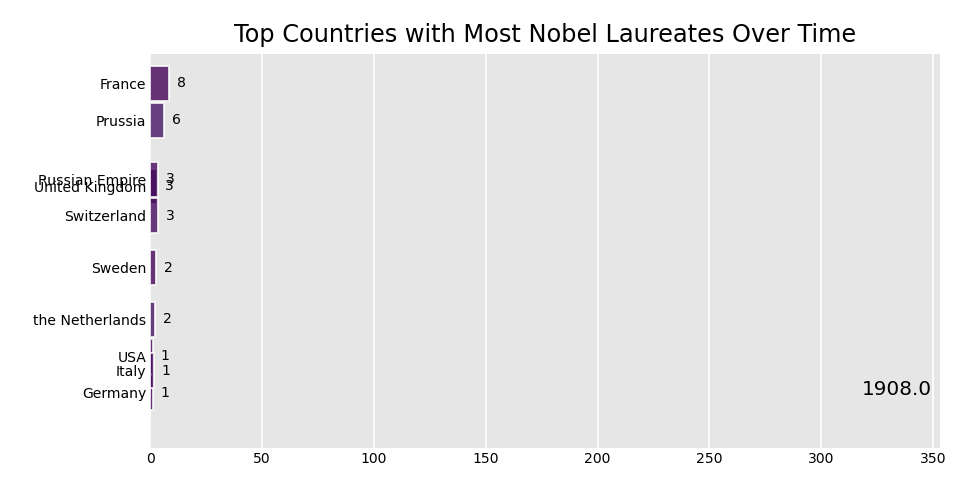 Top Countries with Most Nobel Laureates Over Time
France 8
Prussia 6
Russian Empire 3
United Kingdom 3
Switzerland 3
Sweden 2
the Netherlands 2
USA 1
Italy 1
Germany 1
1908.0
0 50 100 150 200 250 300 350